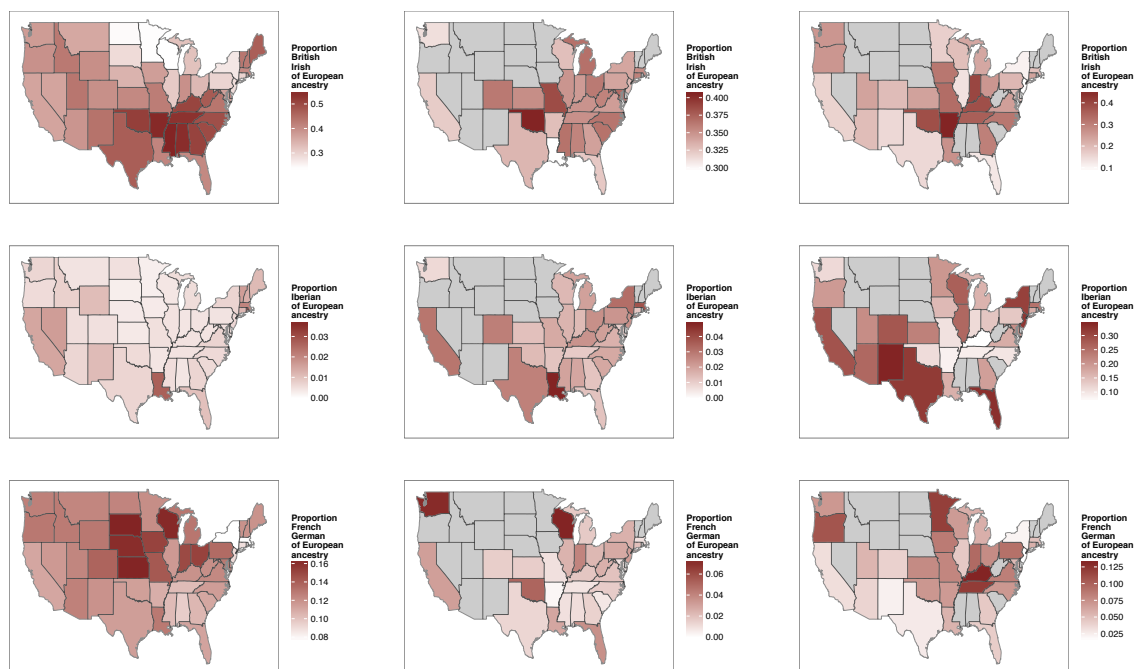 Proportion
British
Irish
of European
ancestry
0.5
0.4
0.3
Proportion
British
Irish
of European
ancestry
0.400
0.375
0.350
0.325
0.300
Proportion
British
Irish
of European
ancestry
0.4
0.3
0.2
0.1
Proportion
Iberian
of European
ancestry
0.03
0.02
0.01
0.00
Proportion
Iberian
of European
ancestry
0.04
0.03
0.02
0.01
0.00
Proportion
Iberian
of European
ancestry
0.30
0.25
0.20
0.15
0.10
Proportion
French
German
of European
ancestry
0.16
0.14
0.12
0.10
0.08
Proportion
French
German
of European
ancestry
0.06
0.04
0.02
0.00
Proportion
French
German
of European
ancestry
0.125
0.100
0.075
0.050
0.025